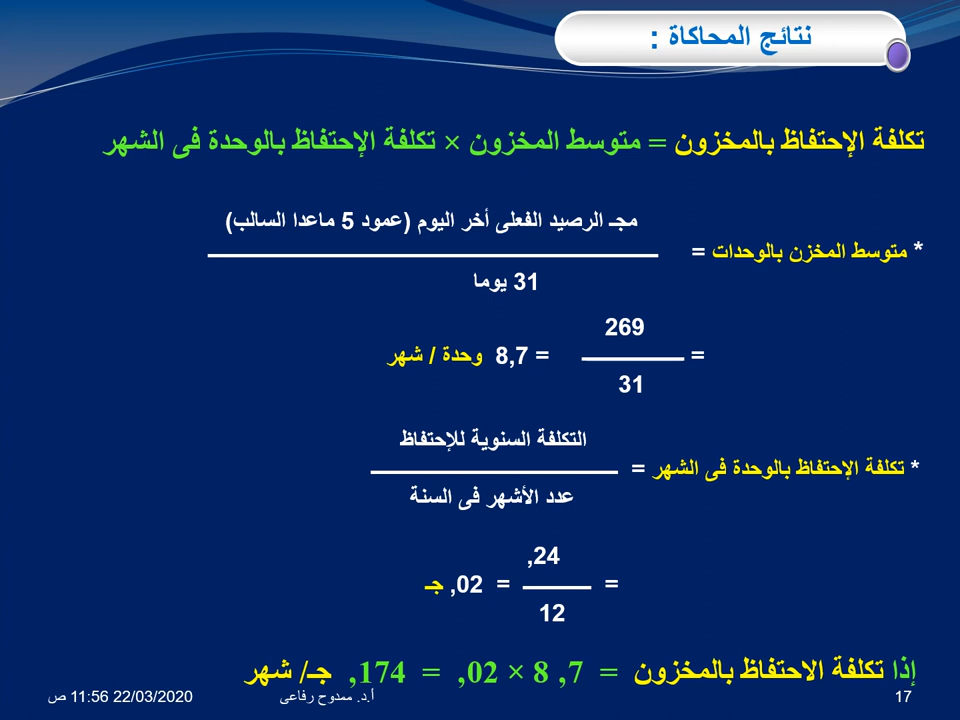 نتائج المحاكاة :
تكلفة الإحتفاظ بالمخزون = متوسط المخزون × تكلفة الإحتفاظ بالوحدة فى الشهر
مجـ الرصيد الفعلى أخر اليوم (عمود 5 ماعدا السالب)
* متوسط المخزن بالوحدات =
31 يوما
269
= = 8,7 وحدة / شهر
31
التكلفة السنوية للإحتفاظ
* تكلفة الإحتفاظ بالوحدة فى الشهر =
عدد الأشهر فى السنة
,24
= = ,02 جـ
12
إذا تكلفة الاحتفاظ بالمخزون = 7, 8 × 02, = 174, جـ/ شهر
17 أ.د. ممدوح رفاعى 22/03/2020 11:56 ص